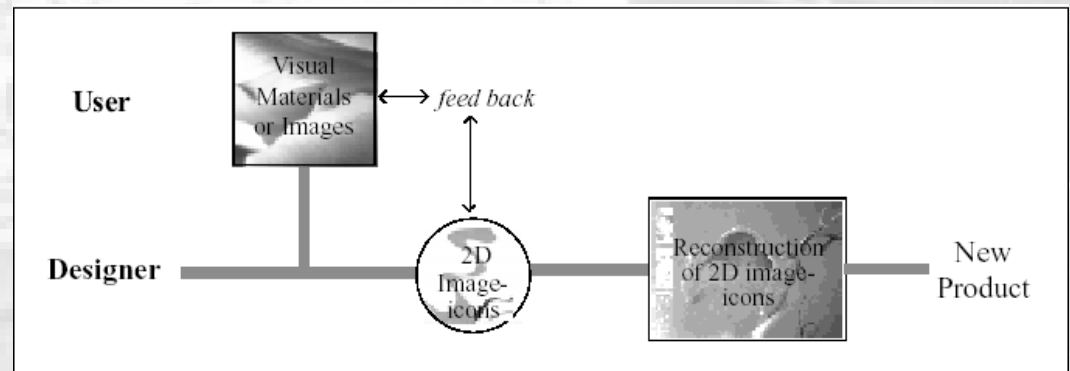 User
Visual
Materials
or Images
feed back
Designer
2D
Image-
icons
Reconstruction
of 2D image-
icons
New
Product